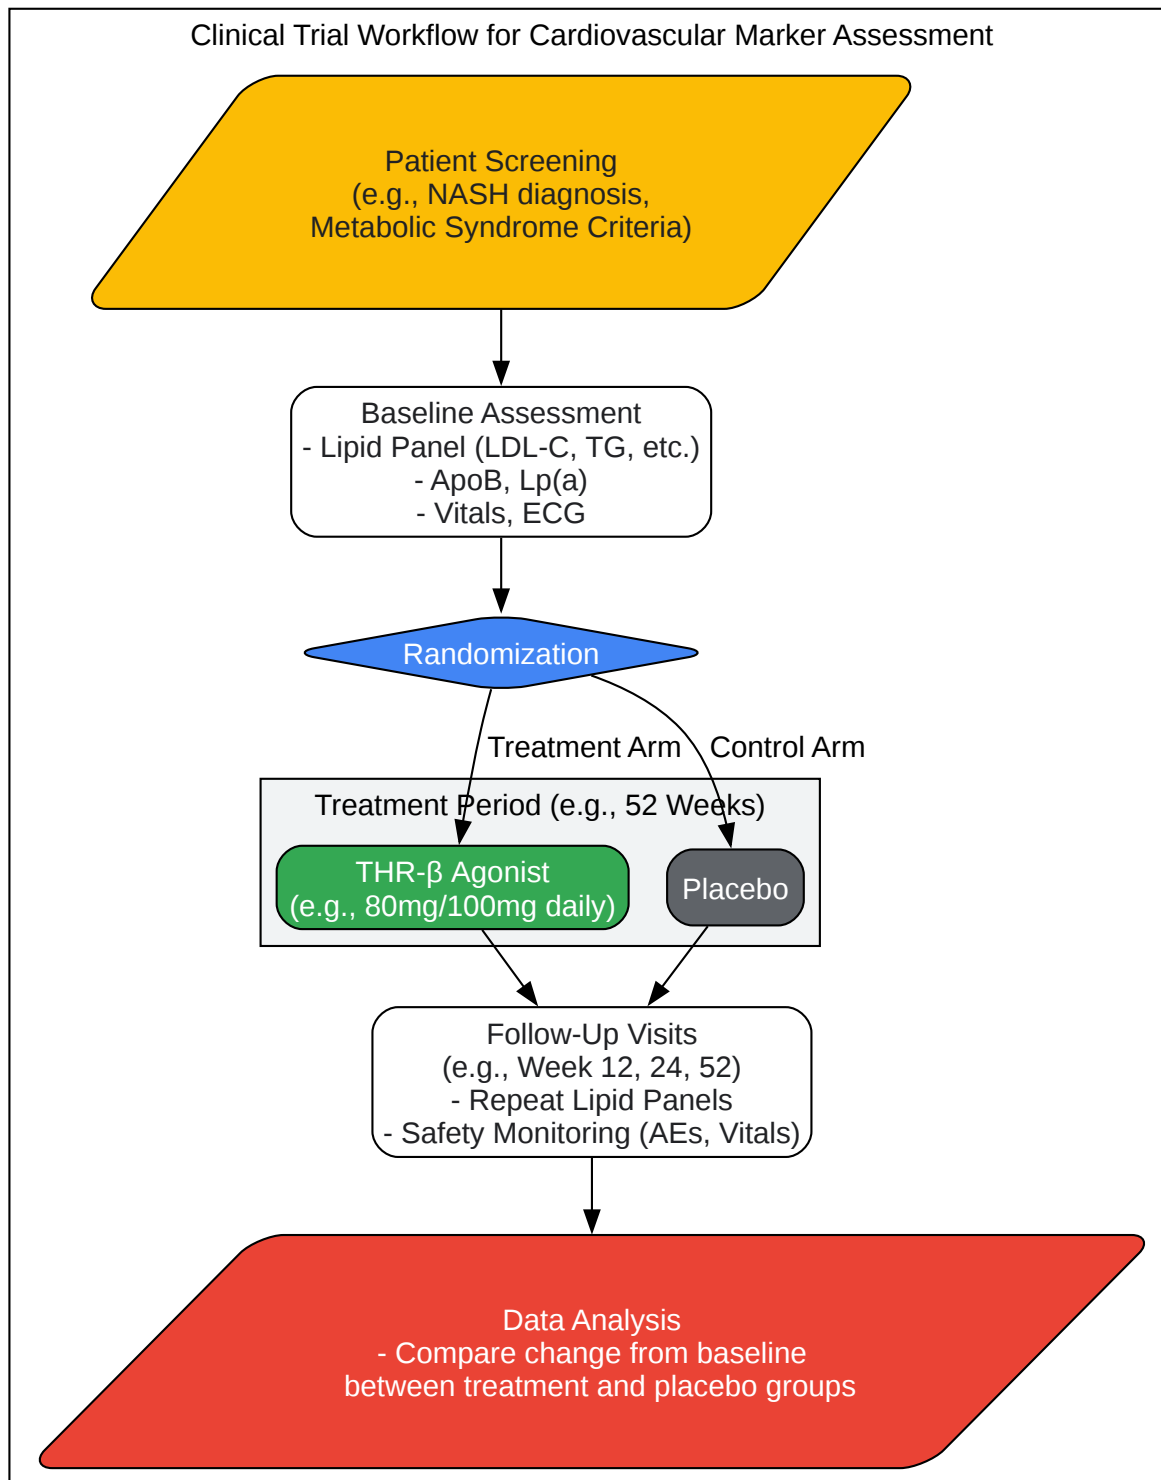 Clinical Trial Workflow for Cardiovascular Marker Assessment
Patient Screening
(e.g., NASH diagnosis,
Metabolic Syndrome Criteria)
Baseline Assessment
- Lipid Panel (LDL-C, TG, etc.)
- ApoB, Lp(a)
- Vitals, ECG
Randomization
Treatment Arm
Control Arm
Treatment Period (e.g., 52 Weeks)
THR-β Agonist
(e.g., 80mg/100mg daily)
Placebo
Follow-Up Visits
(e.g., Week 12, 24, 52)
- Repeat Lipid Panels
- Safety Monitoring (AEs, Vitals)
Data Analysis
- Compare change from baseline
between treatment and placebo groups